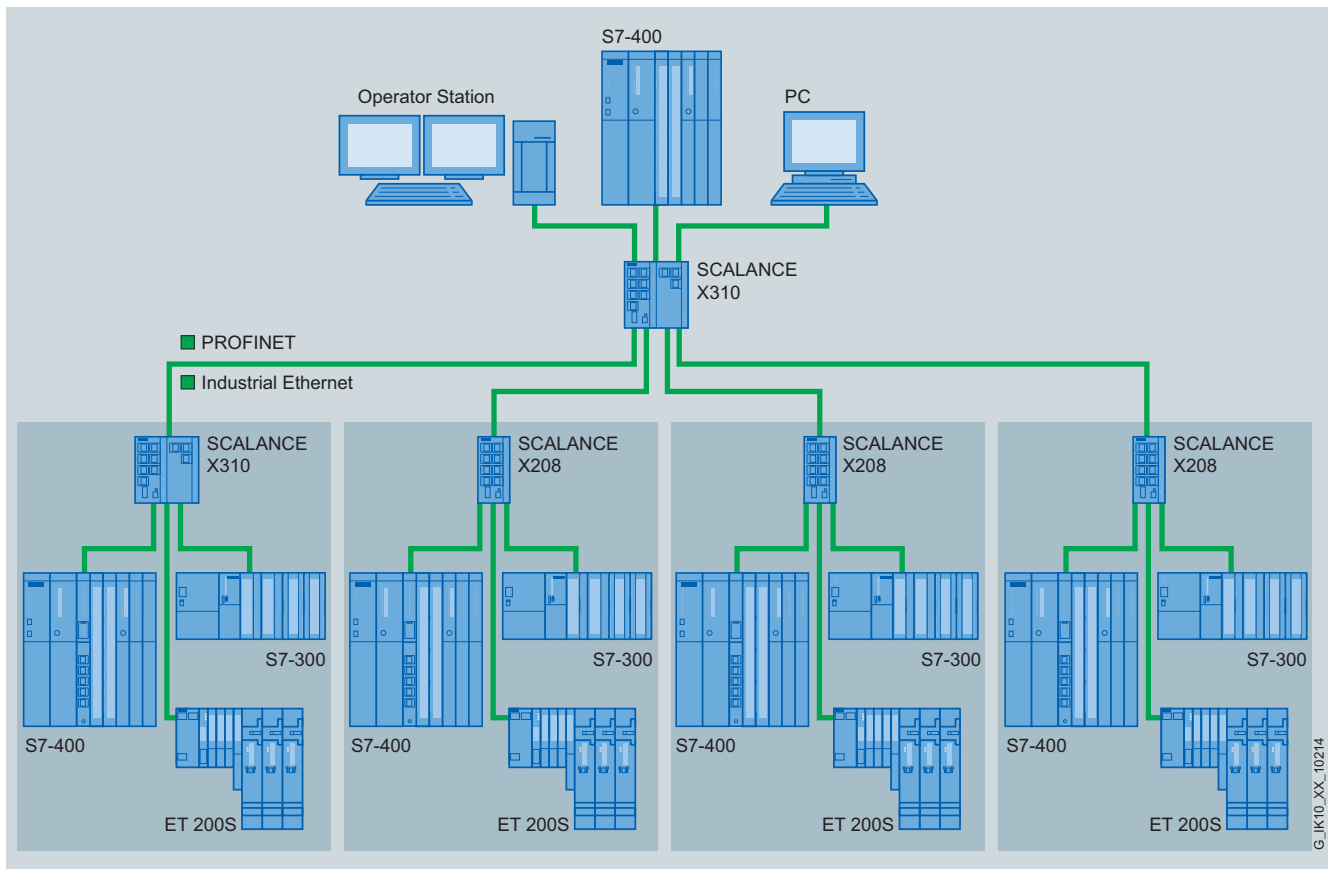 S7-400
Operator Station
PC
SCALANCE
X310
PROFINET
Industrial Ethernet
SCALANCE
X310
SCALANCE
X208
SCALANCE
X208
SCALANCE
X208
S7-300
S7-400
ET 200S
S7-300
S7-400
ET 200S
S7-300
S7-400
ET 200S
S7-300
S7-400
ET 200S
G_IK10_XX_10214